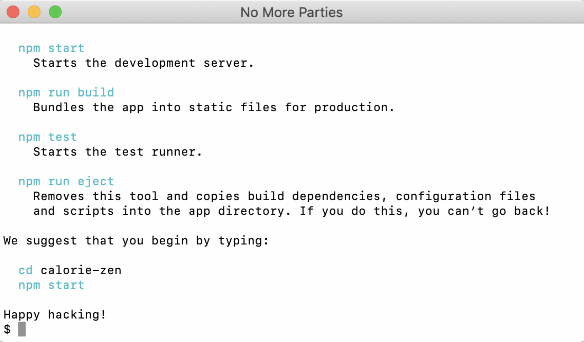 No More Parties
npm start
Starts the development server.
npm run build
Bundles the app into static files for production.
npm test
Starts the test runner.
npm run eject
Removes this tool and copies build dependencies, configuration files
and scripts into the app directory. If you do this, you can’t go back!
We suggest that you begin by typing:
cd calorie-zen
npm start
Happy hacking!
$